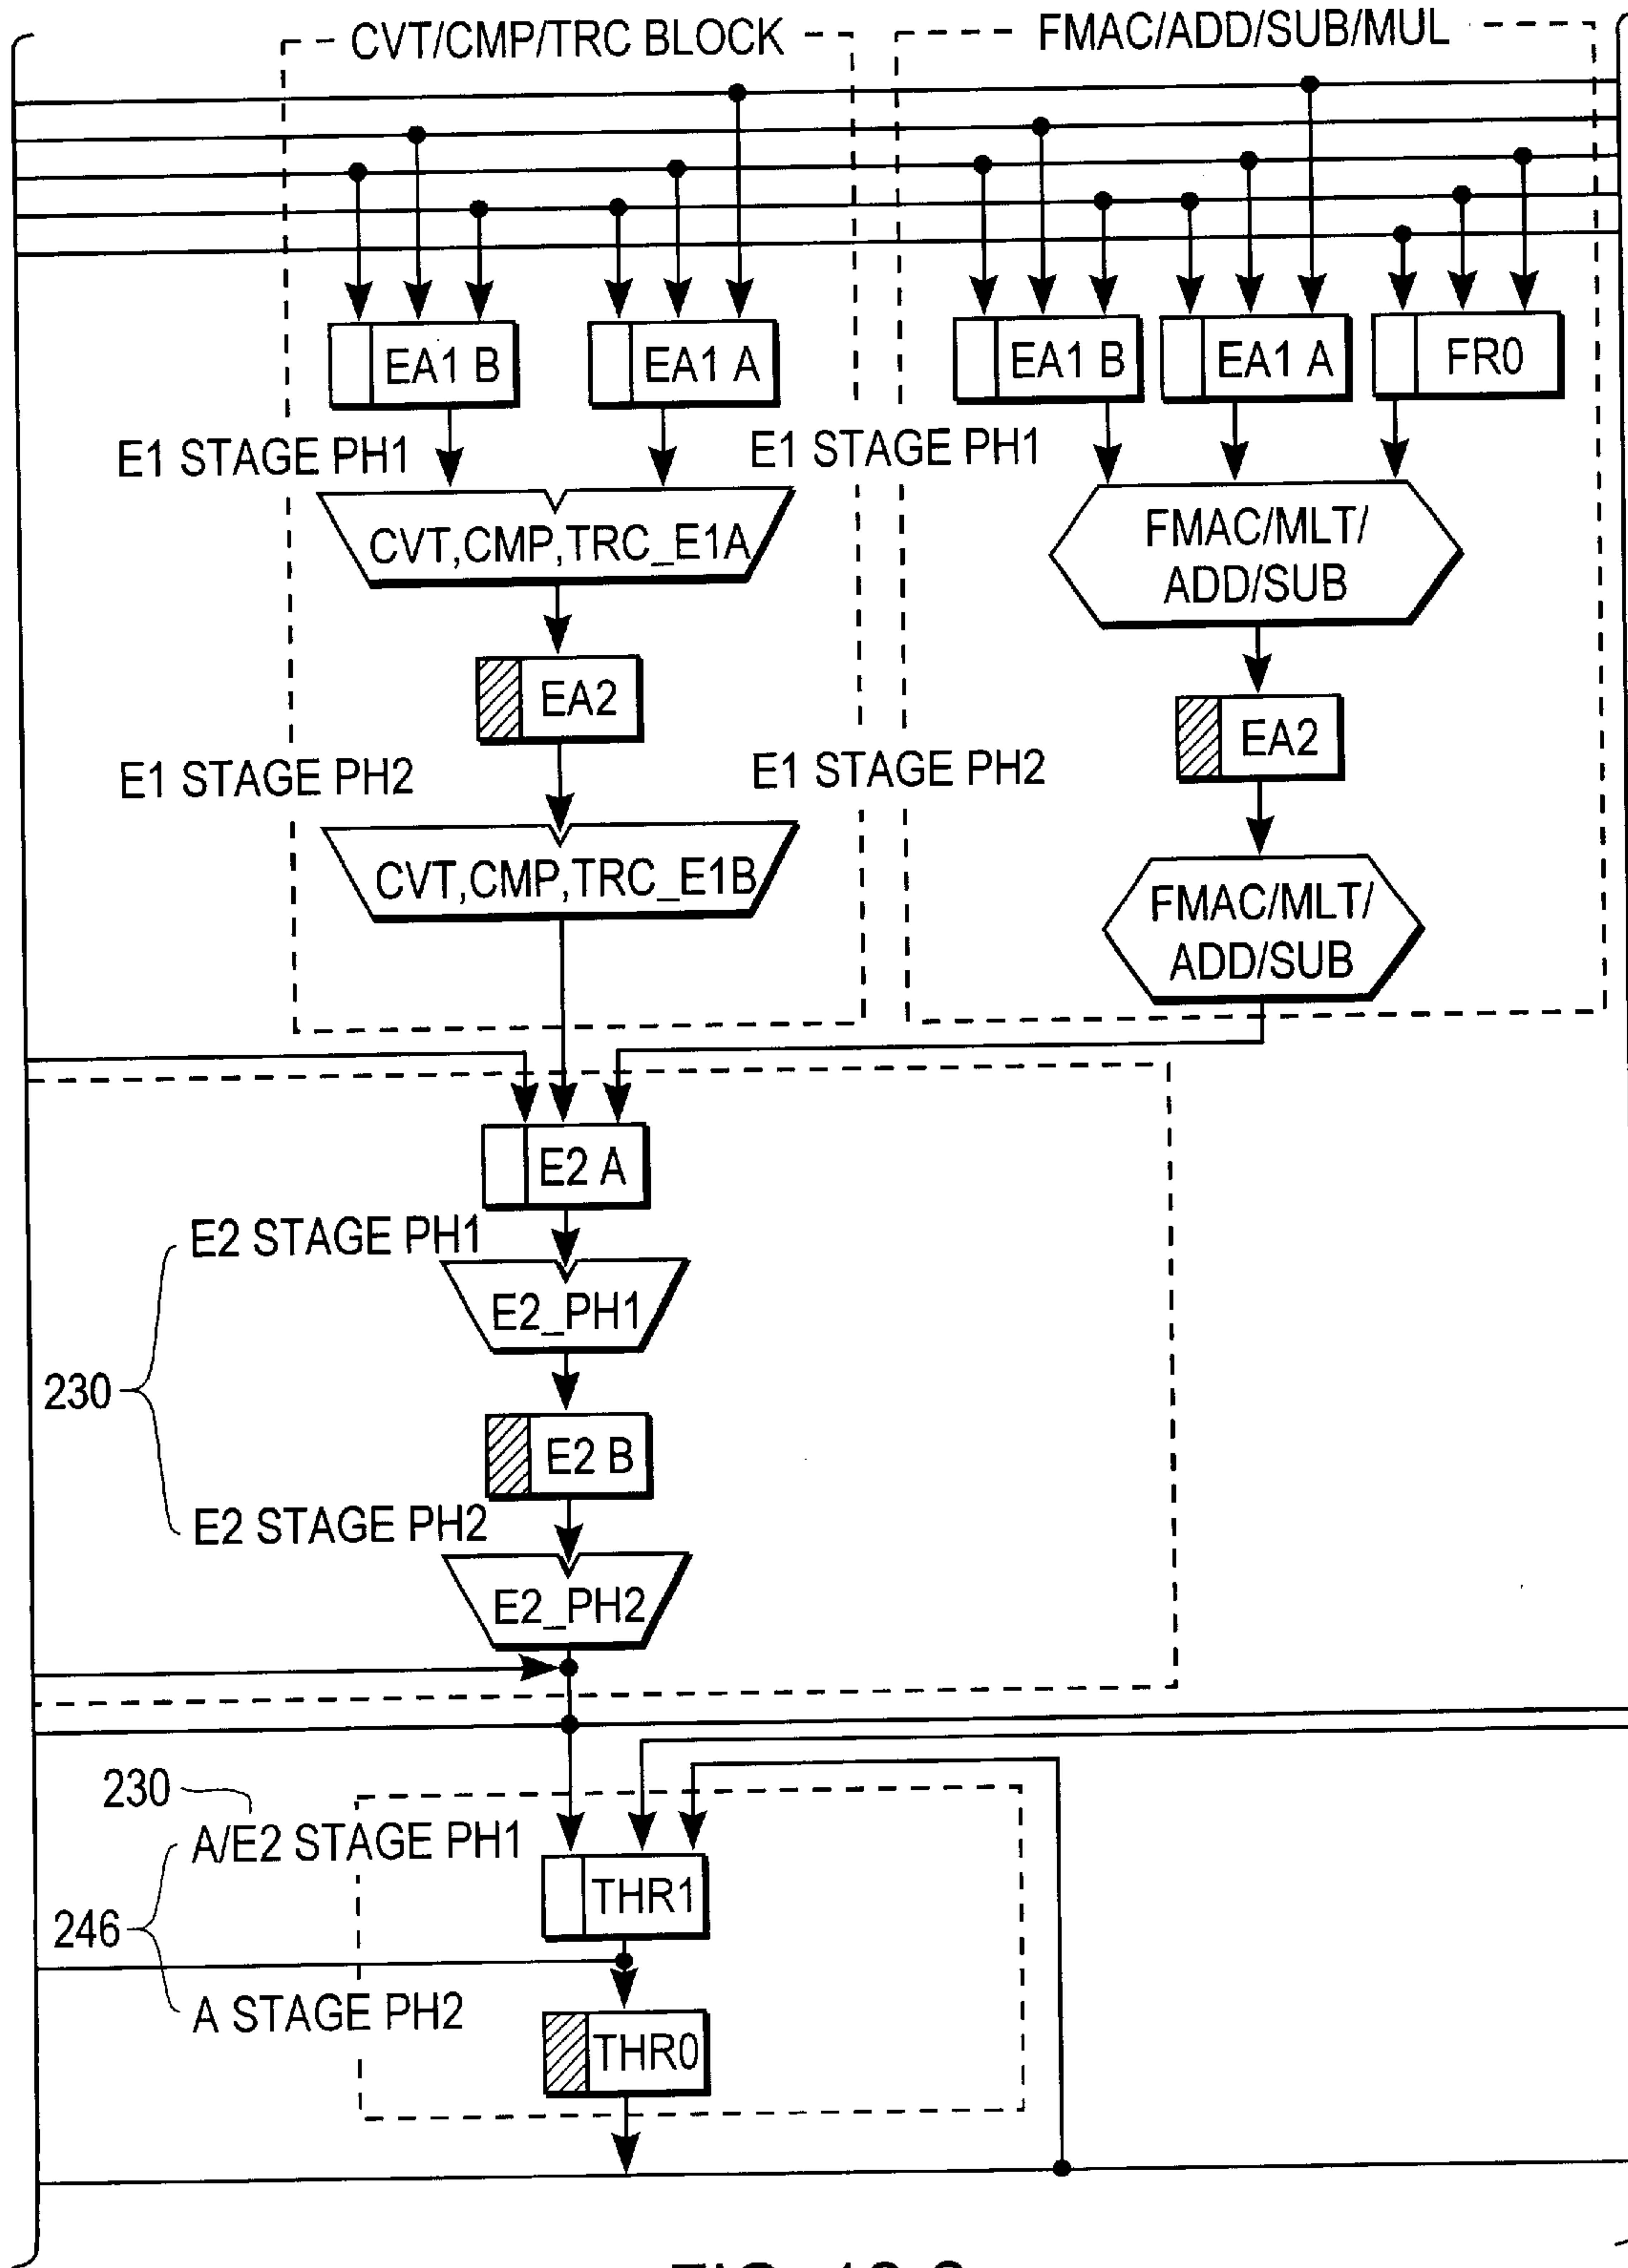 CVT/CMP/TRC BLOCK
FMAC/ADD/SUB/MUL
EA1 B
EA1 A
EA1 B
EA1 A
FR0
E1 STAGE PH1
E1 STAGE PH1
CVT,CMP,TRC_E1A
FMAC/MLT/
ADD/SUB
EA2
EA2
E1 STAGE PH2
E1 STAGE PH2
CVT,CMP,TRC_E1B
FMAC/MLT/
ADD/SUB
E2 A
E2 STAGE PH1
E2_PH1
230
E2 B
E2 STAGE PH2
E2_PH2
230
A/E2 STAGE PH1
THR1
246
A STAGE PH2
THR0